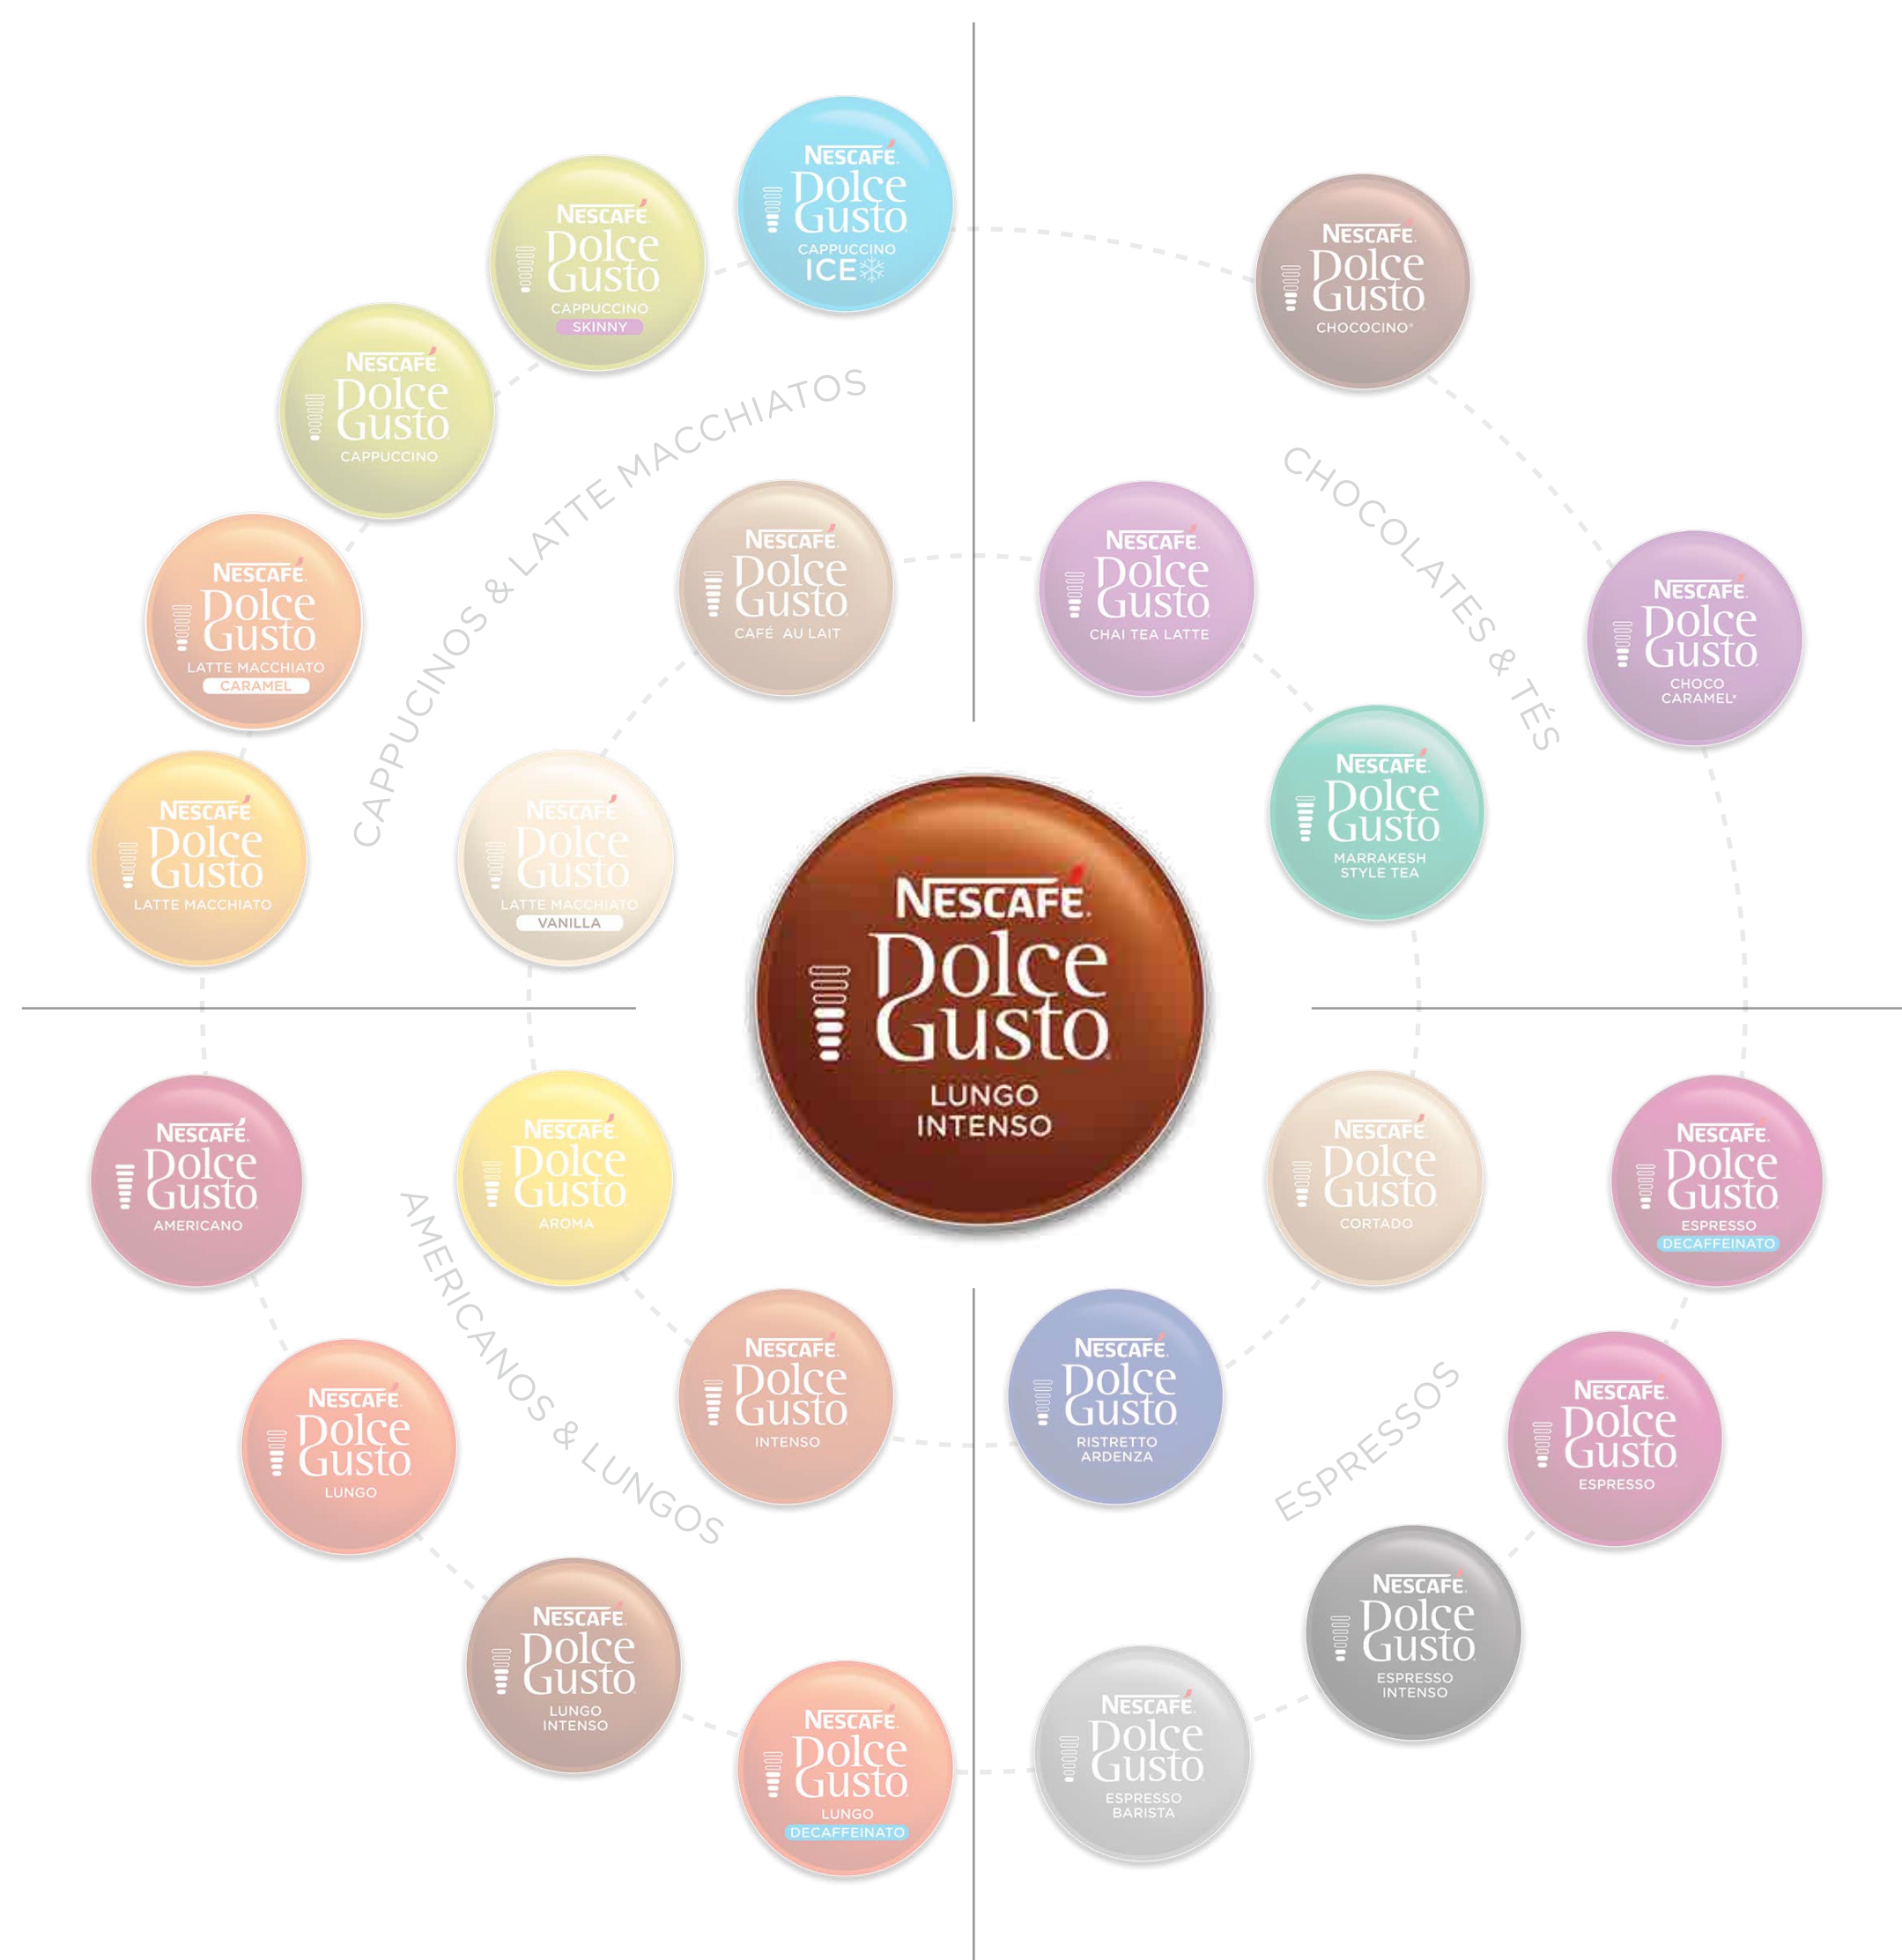 NESCAFÉ
Dolce
Gusto
CAPPUCCINO
ICE
NESCAFÉ
Dolce
Gusto
CAPPUCCINO
SKINNY
NESCAFÉ
Dolce
Gusto
CAPPUCCINO
NESCAFÉ
Dolce
Gusto
LATTE MACCHIATO
CARAMEL
NESCAFÉ
Dolce
Gusto
LATTE MACCHIATO
CAPPUCINOS & LATTE MACCHIATOS
NESCAFÉ
Dolce
Gusto
CAFÉ AU LAIT
NESCAFÉ
Dolce
Gusto
LATTE MACCHIATO
VANILLA
NESCAFÉ
Dolce
Gusto
CHOCOCINO®
NESCAFÉ
Dolce
Gusto
CHOCO
CARAMEL*
CHOCOLATES & TÉS
NESCAFÉ
Dolce
Gusto
CHAI TEA LATTE
NESCAFÉ
Dolce
Gusto
MARRAKESH
STYLE TEA
NESCAFÉ
Dolce
Gusto
LUNGO
INTENSO
NESCAFÉ
Dolce
Gusto
AMERICANO
NESCAFÉ
Dolce
Gusto
AROMA
AMERICANOS & LUNGOS
NESCAFÉ
Dolce
Gusto
INTENSO
NESCAFÉ
Dolce
Gusto
LUNGO
NESCAFÉ
Dolce
Gusto
LUNGO
INTENSO
NESCAFÉ
Dolce
Gusto
LUNGO
DECAFFEINATO
NESCAFÉ
Dolce
Gusto
CORTADO
NESCAFÉ
Dolce
Gusto
ESPRESSO
DECAFFEINATO
NESCAFÉ
Dolce
Gusto
RISTRETTO
ARDENZA
ESPRESSOS
NESCAFÉ
Dolce
Gusto
ESPRESSO
NESCAFÉ
Dolce
Gusto
ESPRESSO
INTENSO
NESCAFÉ
Dolce
Gusto
ESPRESSO
BARISTA